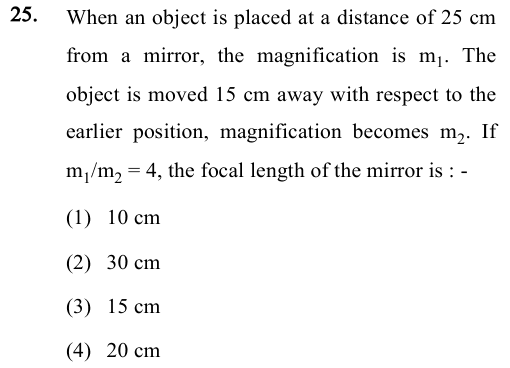 25. When an object is placed at a distance of 25 cm
from a mirror, the magnification is m₁. The
object is moved 15 cm away with respect to the
earlier position, magnification becomes m₂. If
m₁/m₂ = 4, the focal length of the mirror is : -
(1) 10 cm
(2) 30 cm
(3) 15 cm
(4) 20 cm